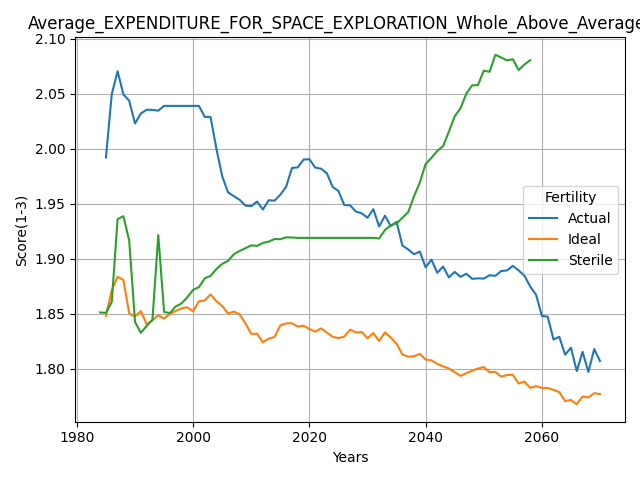 Average_EXPENDITURE_FOR_SPACE_EXPLORATION_Whole_Above_Average
2.10
2.05
2.00
1.95
1.90
1.85
1.80
Score(1-3)
Fertility
Actual
Ideal
Sterile
1980 2000 2020 2040 2060
Years